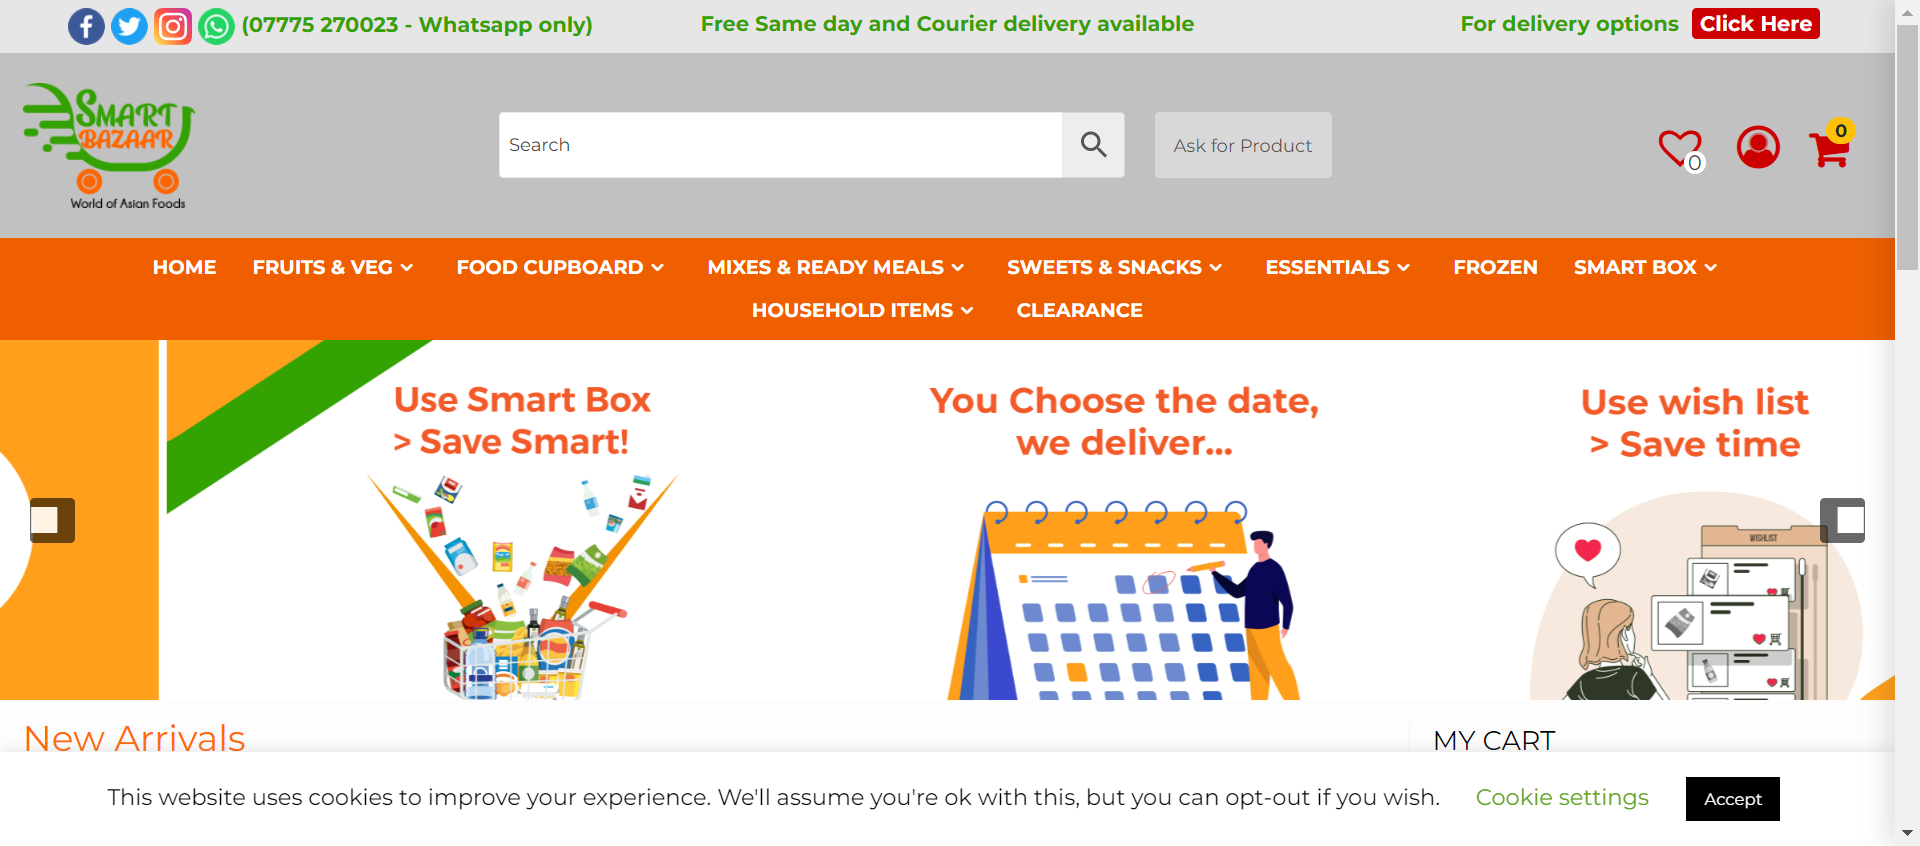 (07775 270023 - Whatsapp only)
Free Same day and Courier delivery available
For delivery options Click Here
SMART
BAZAAR
World of Asian Foods
Search
Ask for Product
0
0
HOME FRUITS & VEG FOOD CUPBOARD MIXES & READY MEALS SWEETS & SNACKS ESSENTIALS FROZEN SMART BOX
HOUSEHOLD ITEMS CLEARANCE
Use Smart Box
> Save Smart!
You Choose the date,
we deliver...
Use wish list
> Save time
WISHLIST
New Arrivals
MY CART
This website uses cookies to improve your experience. We'll assume you're ok with this, but you can opt-out if you wish. Cookie settings Accept